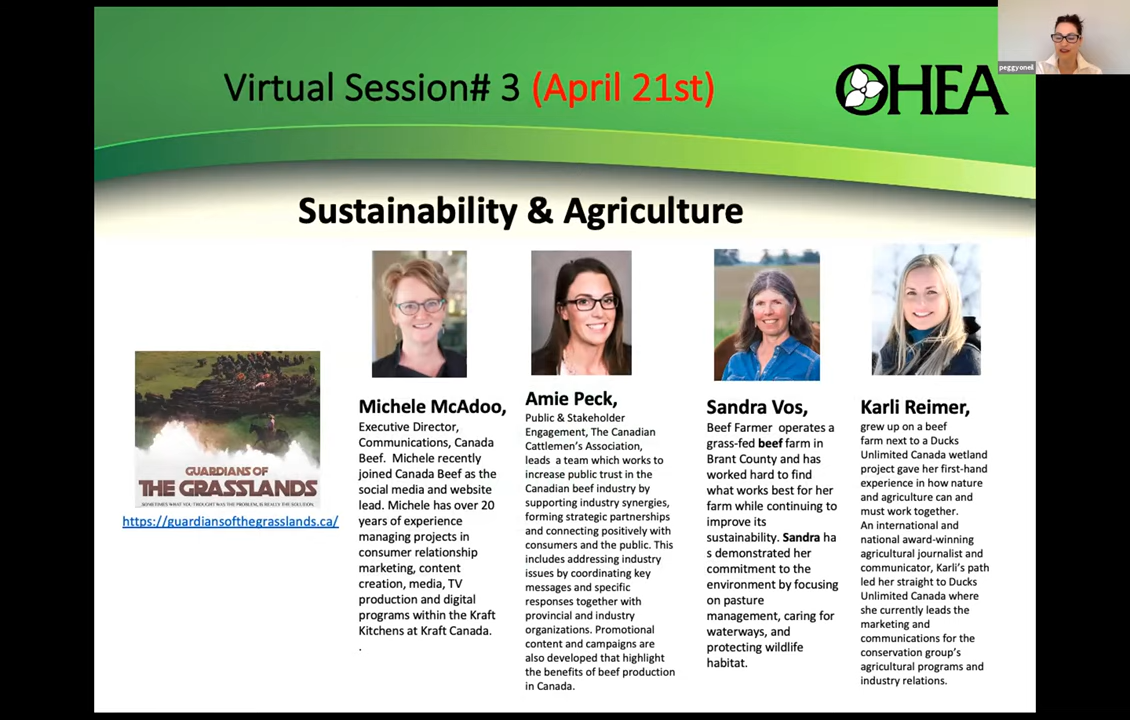 Virtual Session# 3 (April 21st)
OHEA
peggyoneil
Sustainability & Agriculture
GUARDIANS OF
THE GRASSLANDS
SOMETIMES WHAT YOU THOUGHT WAS THE PROBLEM, IS REALLY THE SOLUTION.
https://guardiansofthegrasslands.ca/
Michele McAdoo,
Executive Director,
Communications, Canada
Beef. Michele recently
joined Canada Beef as the
social media and website
lead. Michele has over 20
years of experience
managing projects in
consumer relationship
marketing, content
creation, media, TV
production and digital
programs within the Kraft
Kitchens at Kraft Canada.
.
Amie Peck,
Public & Stakeholder
Engagement, The Canadian
Cattlemen's Association,
leads a team which works to
increase public trust in the
Canadian beef industry by
supporting industry synergies,
forming strategic partnerships
and connecting positively with
consumers and the public. This
includes addressing industry
issues by coordinating key
messages and specific
responses together with
provincial and industry
organizations. Promotional
content and campaigns are
also developed that highlight
the benefits of beef production
in Canada.
Sandra Vos,
Beef Farmer operates a
grass-fed beef farm in
Brant County and has
worked hard to find
what works best for her
farm while continuing to
improve its
sustainability. Sandra ha
s demonstrated her
commitment to the
environment by focusing
on pasture
management, caring for
waterways, and
protecting wildlife
habitat.
Karli Reimer,
grew up on a beef
farm next to a Ducks
Unlimited Canada wetland
project gave her first-hand
experience in how nature
and agriculture can and
must work together.
An international and
national award-winning
agricultural journalist and
communicator, Karli's path
led her straight to Ducks
Unlimited Canada where
she currently leads the
marketing and
communications for the
conservation group's
agricultural programs and
industry relations.